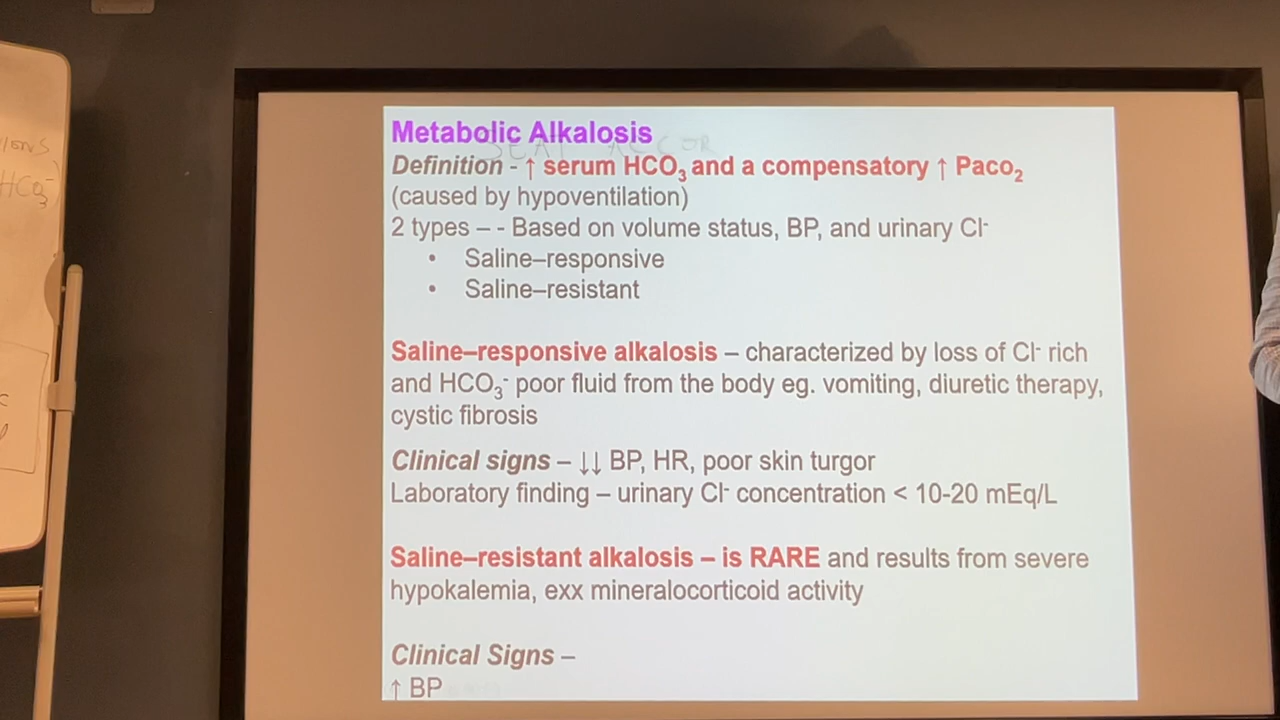 Metabolic Alkalosis
Definition - ↑ serum HCO₃ and a compensatory ↑ Paco₂
(caused by hypoventilation)
2 types – - Based on volume status, BP, and urinary Cl⁻
• Saline–responsive
• Saline–resistant
Saline–responsive alkalosis – characterized by loss of Cl⁻ rich
and HCO₃⁻ poor fluid from the body eg. vomiting, diuretic therapy,
cystic fibrosis
Clinical signs – ↓↓ BP, HR, poor skin turgor
Laboratory finding – urinary Cl⁻ concentration < 10-20 mEq/L
Saline–resistant alkalosis – is RARE and results from severe
hypokalemia, exx mineralocorticoid activity
Clinical Signs –
↑ BP
HCO₃⁻